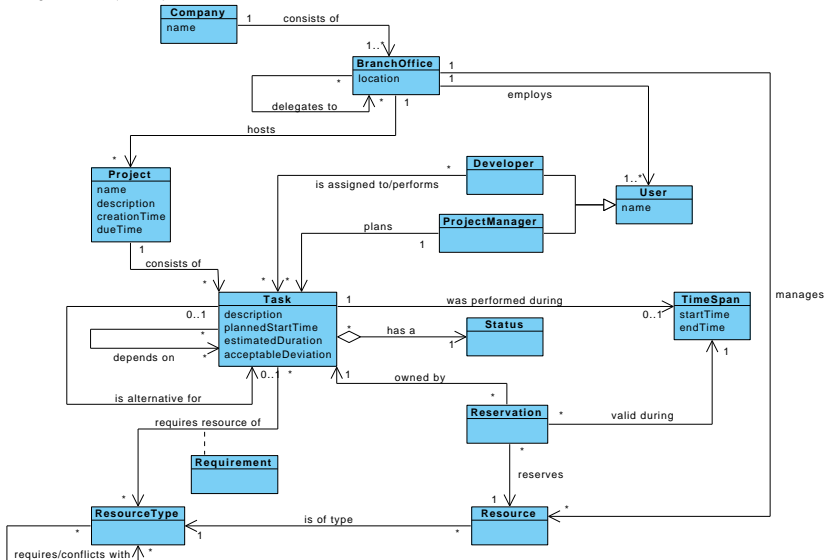 Company
1
consists of
name
1..*
BranchOffice
1
location
1
*
employs
*
1
delegates to
hosts
*
Developer
*
Project
is assigned to/performs
1..*
User
name
description
name
creationTime
ProjectManager
dueTime
plans
1
1
consists of
*
*
*
manages
Task
1
was performed during
TimeSpan
0..1
description
0..1
startTime
plannedStartTime
endTime
*
*
Status
estimatedDuration
has a
1
1
depends on
*
acceptableDeviation
0..1
*
1
owned by
is alternative for
*
Reservation
*
valid during
requires resource of
*
Requirement
reserves
*
1
*
ResourceType
Resource
*
is of type
*
1
*
requires/conflicts with